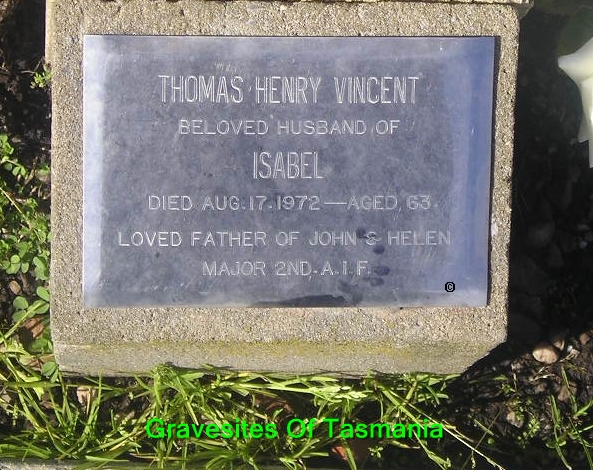 THOMAS HENRY VINCENT
BELOVED HUSBAND OF
ISABEL
DIED AUG. 17. 1972 — AGED 63.
LOVED FATHER OF JOHN & HELEN
MAJOR 2ND. A. I. F.
©
Gravesites Of Tasmania